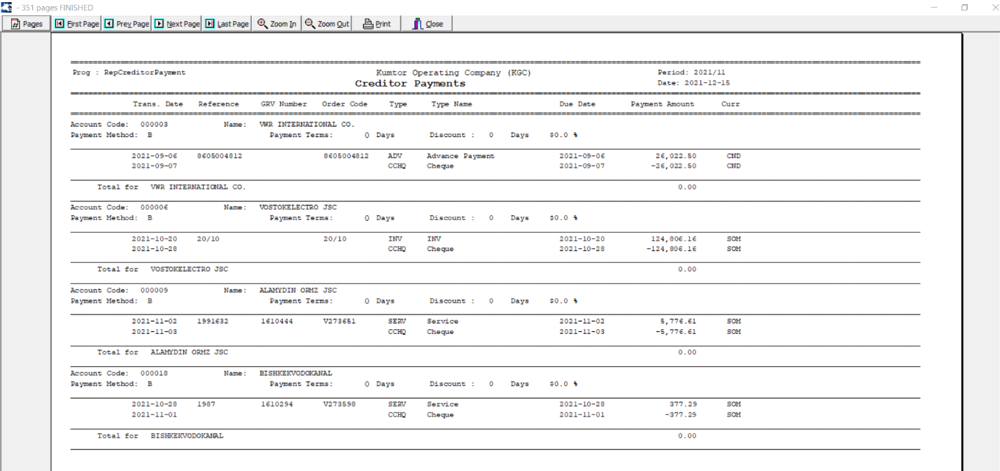 - 351 pages FINISHED
Pages First Page Prev Page Next Page Last Page Zoom In Zoom Out Print Close
Prog : RepCreditorPayment Kumtor Operating Company (KGC) Period: 2021/11
Creditor Payments Date: 2021-12-15
Trans. Date Reference GRV Number Order Code Type Type Name Due Date Payment Amount Curr
Account Code: 000003 Name: VWR INTERNATIONAL CO.
Payment Method: B Payment Terms: 0 Days Discount : 0 Days $0.0 %
2021-09-06 8605004812 8605004812 ADV Advance Payment 2021-09-06 26,022.50 CND
2021-09-07 CCHQ Cheque 2021-09-07 -26,022.50 CND
Total for VWR INTERNATIONAL CO. 0.00
Account Code: 000006 Name: VOSTOKELECTRO JSC
Payment Method: B Payment Terms: 0 Days Discount : 0 Days $0.0 %
2021-10-20 20/10 20/10 INV INV 2021-10-20 124,806.16 SOM
2021-10-28 CCHQ Cheque 2021-10-28 -124,806.16 SOM
Total for VOSTOKELECTRO JSC 0.00
Account Code: 000009 Name: ALAMYDIN ORMZ JSC
Payment Method: B Payment Terms: 0 Days Discount : 0 Days $0.0 %
2021-11-02 1991632 1610444 V273651 SERV Service 2021-11-02 5,776.61 SOM
2021-11-03 CCHQ Cheque 2021-11-03 -5,776.61 SOM
Total for ALAMYDIN ORMZ JSC 0.00
Account Code: 000018 Name: BISHKEKVODOKANAL
Payment Method: B Payment Terms: 0 Days Discount : 0 Days $0.0 %
2021-10-28 1987 1610294 V273598 SERV Service 2021-10-28 377.29 SOM
2021-11-01 CCHQ Cheque 2021-11-01 -377.29 SOM
Total for BISHKEKVODOKANAL 0.00